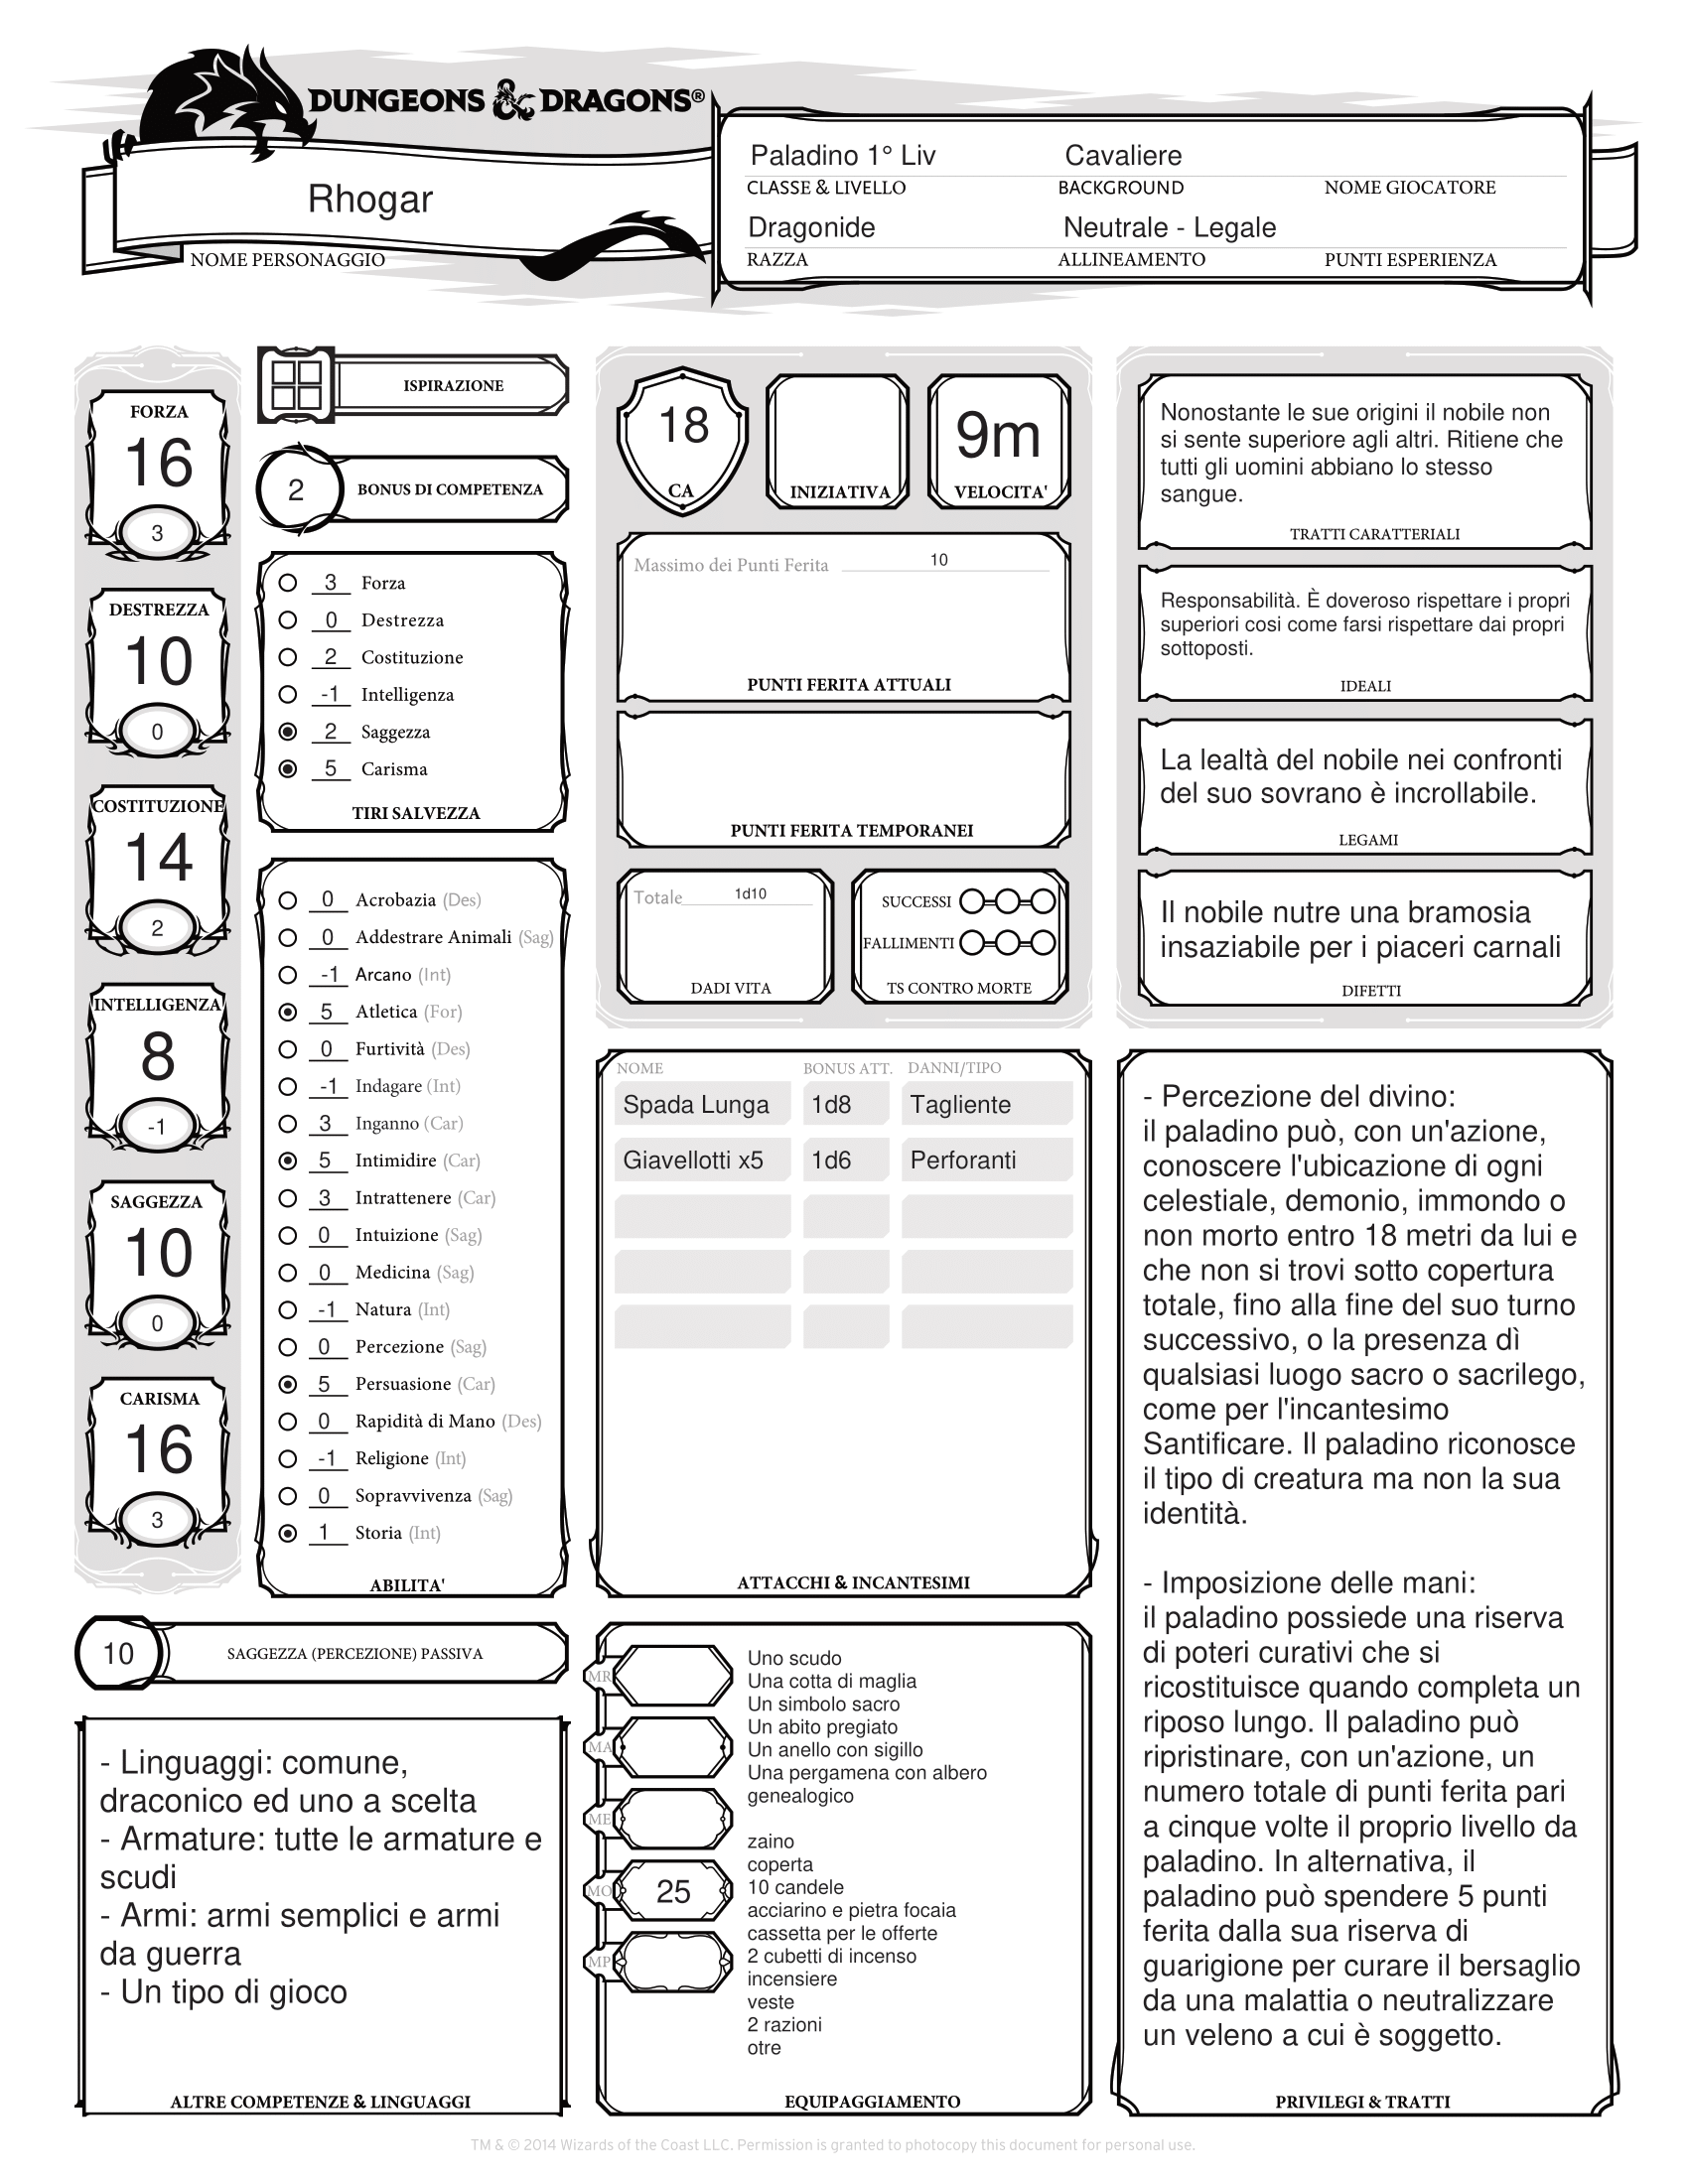 DUNGEONS & DRAGONS®
Rhogar
NOME PERSONAGGIO
Paladino 1° Liv
Cavaliere
CLASSE & LIVELLO
BACKGROUND
NOME GIOCATORE
Dragonide
Neutrale - Legale
RAZZA
ALLINEAMENTO
PUNTI ESPERIENZA
FORZA
16
3
DESTREZZA
10
0
COSTITUZIONE
14
2
INTELLIGENZA
8
-1
SAGGEZZA
10
0
CARISMA
16
3
ISPIRAZIONE
2 BONUS DI COMPETENZA
3 Forza
0 Destrezza
2 Costituzione
-1 Intelligenza
2 Saggezza
5 Carisma
TIRI SALVEZZA
0 Acrobazia (Des)
0 Addestrare Animali (Sag)
-1 Arcano (Int)
5 Atletica (For)
0 Furtività (Des)
-1 Indagare (Int)
3 Inganno (Car)
5 Intimidire (Car)
3 Intrattenere (Car)
0 Intuizione (Sag)
0 Medicina (Sag)
-1 Natura (Int)
0 Percezione (Sag)
5 Persuasione (Car)
0 Rapidità di Mano (Des)
-1 Religione (Int)
0 Sopravvivenza (Sag)
1 Storia (Int)
ABILITA'
10 SAGGEZZA (PERCEZIONE) PASSIVA
- Linguaggi: comune,
draconico ed uno a scelta
- Armature: tutte le armature e
scudi
- Armi: armi semplici e armi
da guerra
- Un tipo di gioco
ALTRE COMPETENZE & LINGUAGGI
18
CA
INIZIATIVA
9m
VELOCITA'
Massimo dei Punti Ferita 10
PUNTI FERITA ATTUALI
PUNTI FERITA TEMPORANEI
Totale 1d10
DADI VITA
SUCCESSI
FALLIMENTI
TS CONTRO MORTE
NOME BONUS ATT. DANNI/TIPO
Spada Lunga 1d8 Tagliente
Giavellotti x5 1d6 Perforanti
ATTACCHI & INCANTESIMI
MR
MA
ME
MO 25
MP
Uno scudo
Una cotta di maglia
Un simbolo sacro
Un abito pregiato
Un anello con sigillo
Una pergamena con albero
genealogico
zaino
coperta
10 candele
acciarino e pietra focaia
cassetta per le offerte
2 cubetti di incenso
incensiere
veste
2 razioni
otre
EQUIPAGGIAMENTO
Nonostante le sue origini il nobile non
si sente superiore agli altri. Ritiene che
tutti gli uomini abbiano lo stesso
sangue.
TRATTI CARATTERIALI
Responsabilità. È doveroso rispettare i propri
superiori cosi come farsi rispettare dai propri
sottoposti.
IDEALI
La lealtà del nobile nei confronti
del suo sovrano è incrollabile.
LEGAMI
Il nobile nutre una bramosia
insaziabile per i piaceri carnali
DIFETTI
- Percezione del divino:
il paladino può, con un'azione,
conoscere l'ubicazione di ogni
celestiale, demonio, immondo o
non morto entro 18 metri da lui e
che non si trovi sotto copertura
totale, fino alla fine del suo turno
successivo, o la presenza dì
qualsiasi luogo sacro o sacrilego,
come per l'incantesimo
Santificare. Il paladino riconosce
il tipo di creatura ma non la sua
identità.
- Imposizione delle mani:
il paladino possiede una riserva
di poteri curativi che si
ricostituisce quando completa un
riposo lungo. Il paladino può
ripristinare, con un'azione, un
numero totale di punti ferita pari
a cinque volte il proprio livello da
paladino. In alternativa, il
paladino può spendere 5 punti
ferita dalla sua riserva di
guarigione per curare il bersaglio
da una malattia o neutralizzare
un veleno a cui è soggetto.
PRIVILEGI & TRATTI
TM & © 2014 Wizards of the Coast LLC. Permission is granted to photocopy this document for personal use.